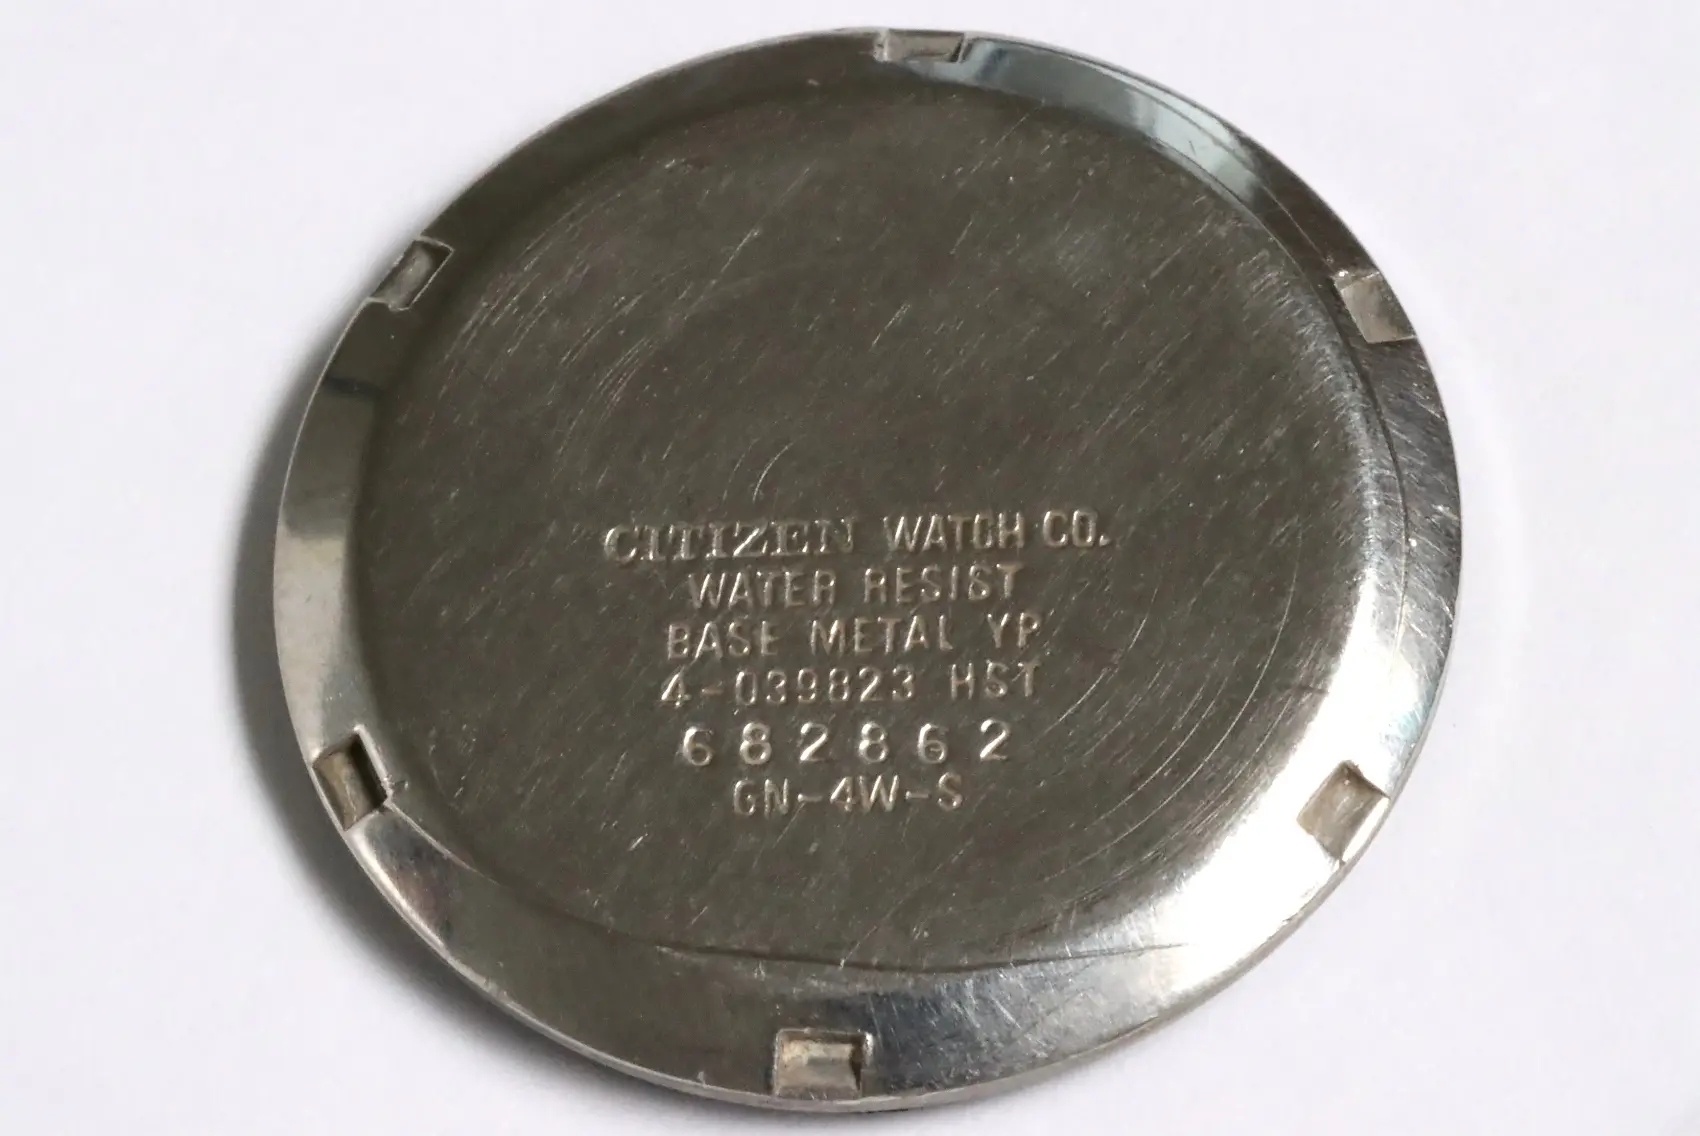 CITIZEN WATCH CO.
WATER RESIST
BASE METAL YP
4-039823 HST
682862
GN-4W-S